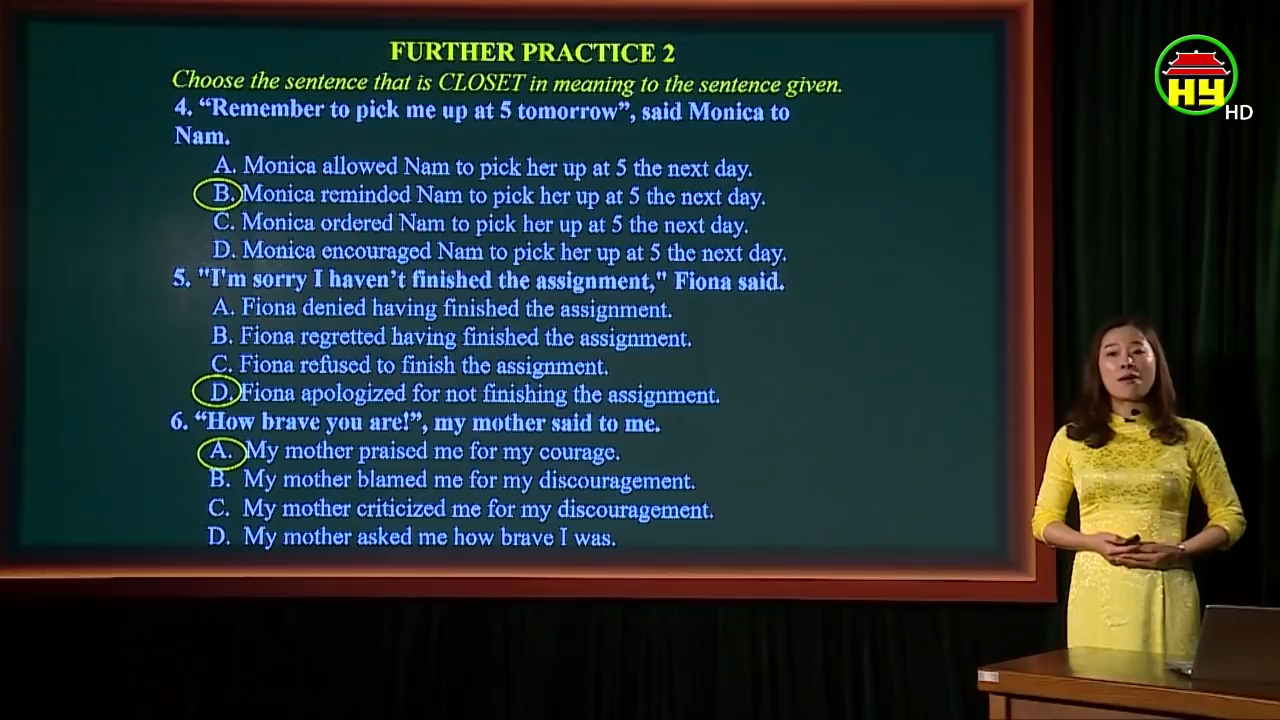 FURTHER PRACTICE 2
Choose the sentence that is CLOSET in meaning to the sentence given.
4. “Remember to pick me up at 5 tomorrow”, said Monica to
Nam.
A. Monica allowed Nam to pick her up at 5 the next day.
B. Monica reminded Nam to pick her up at 5 the next day.
C. Monica ordered Nam to pick her up at 5 the next day.
D. Monica encouraged Nam to pick her up at 5 the next day.
5. "I'm sorry I haven’t finished the assignment," Fiona said.
A. Fiona denied having finished the assignment.
B. Fiona regretted having finished the assignment.
C. Fiona refused to finish the assignment.
D. Fiona apologized for not finishing the assignment.
6. “How brave you are!”, my mother said to me.
A. My mother praised me for my courage.
B. My mother blamed me for my discouragement.
C. My mother criticized me for my discouragement.
D. My mother asked me how brave I was.
HY
HD